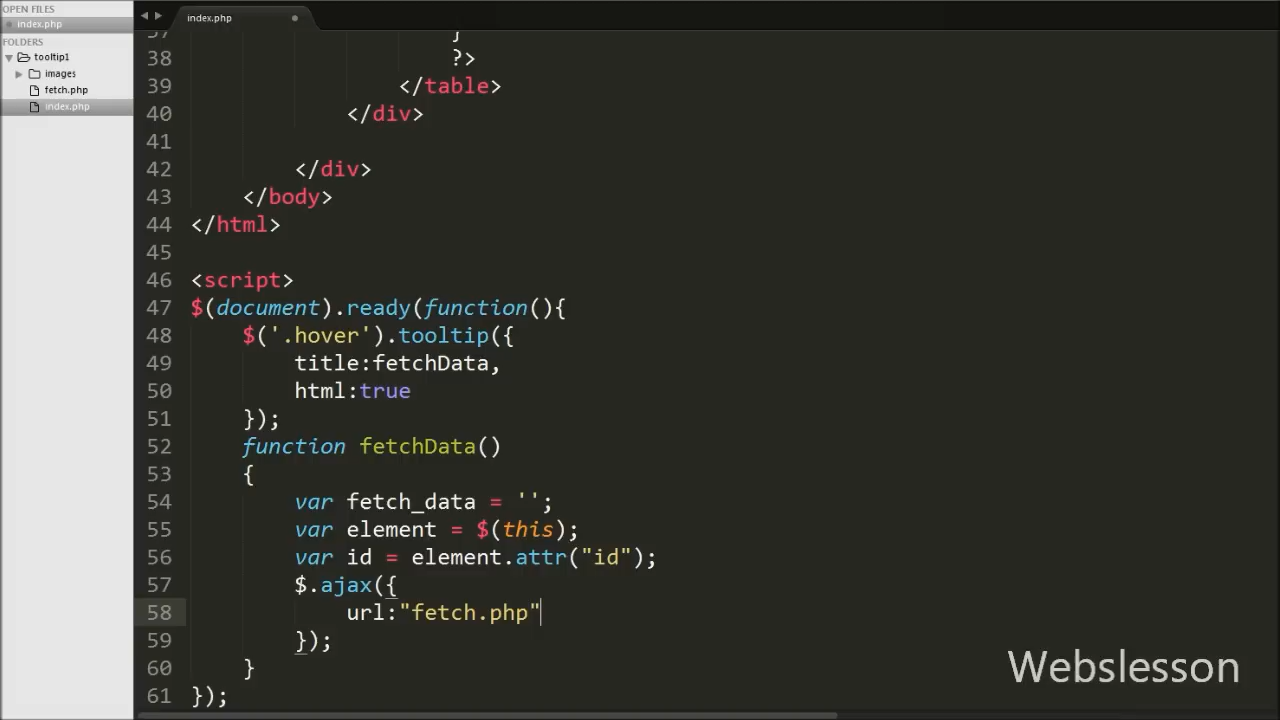 OPEN FILES
index.php
FOLDERS
tooltip1
images
fetch.php
index.php
index.php
37 }
38 ?>
39 </table>
40 </div>
41
42 </div>
43 </body>
44 </html>
45
46 <script>
47 $(document).ready(function(){
48 $('.hover').tooltip({
49 title:fetchData,
50 html:true
51 });
52 function fetchData()
53 {
54 var fetch_data = '';
55 var element = $(this);
56 var id = element.attr("id");
57 $.ajax({
58 url:"fetch.php"
59 });
60 }
61 });
Webslesson